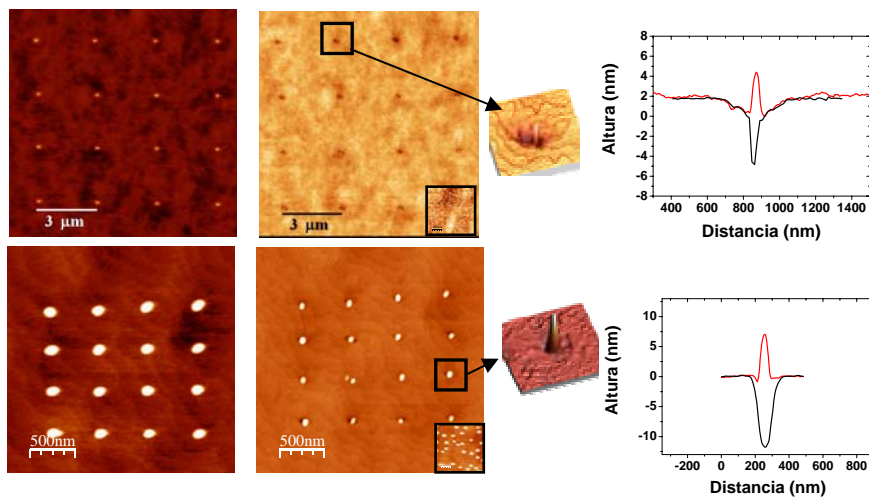 3 μm
3 μm
8
6
4
2
0
-2
-4
-6
-8
Altura (nm)
400 600 800 1000 1200 1400
Distancia (nm)
500nm
500nm
10
5
0
-5
-10
Altura (nm)
-200 0 200 400 600 800
Distancia (nm)